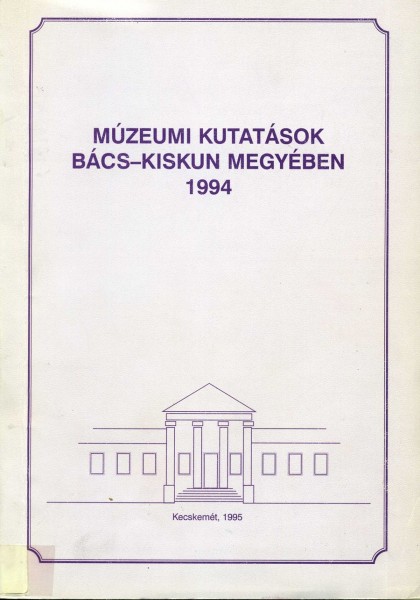 MÚZEUMI KUTATÁSOK
BÁCS–KISKUN MEGYÉBEN
1994
Kecskemét, 1995